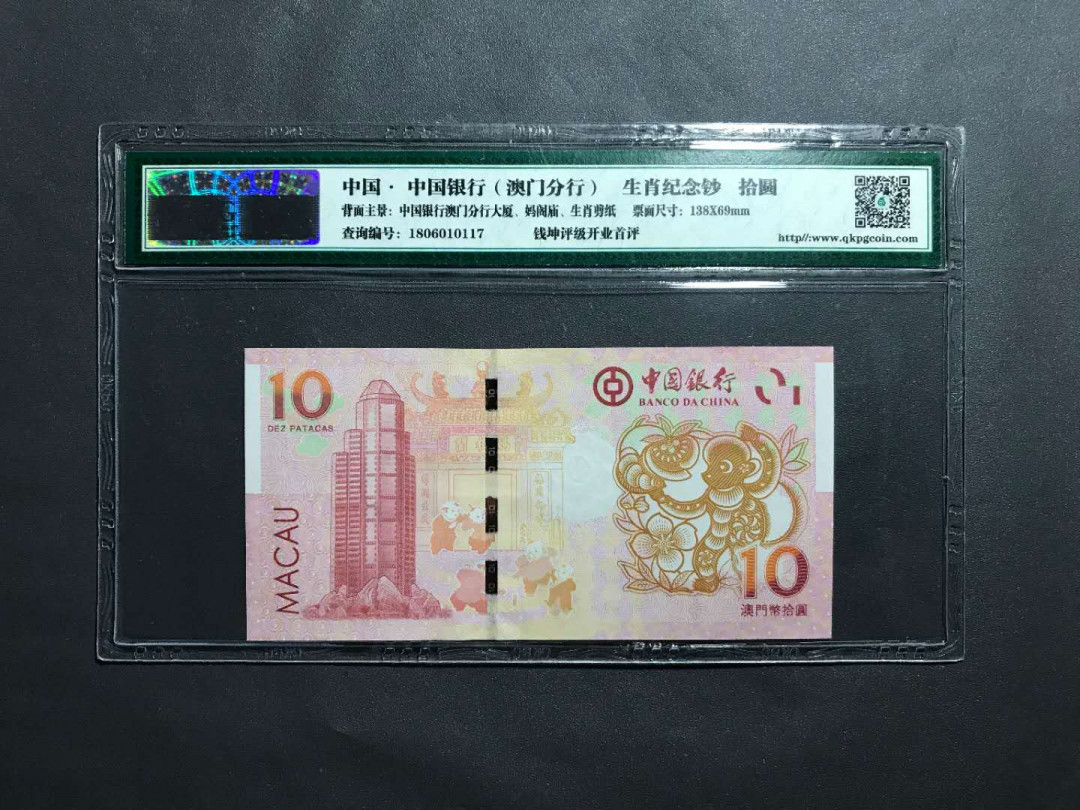 中国 · 中国银行（澳门分行） 生肖纪念钞 拾圆
背面主景：中国银行澳门分行大厦、妈阁庙、生肖剪纸 票面尺寸：138X69mm
查询编号：1806010117 钱坤评级开业首评
http//:www.qkpgcoin.com
10
DEZ PATACAS
中国銀行
BANCO DA CHINA
MACAU
10
澳門幣拾圓